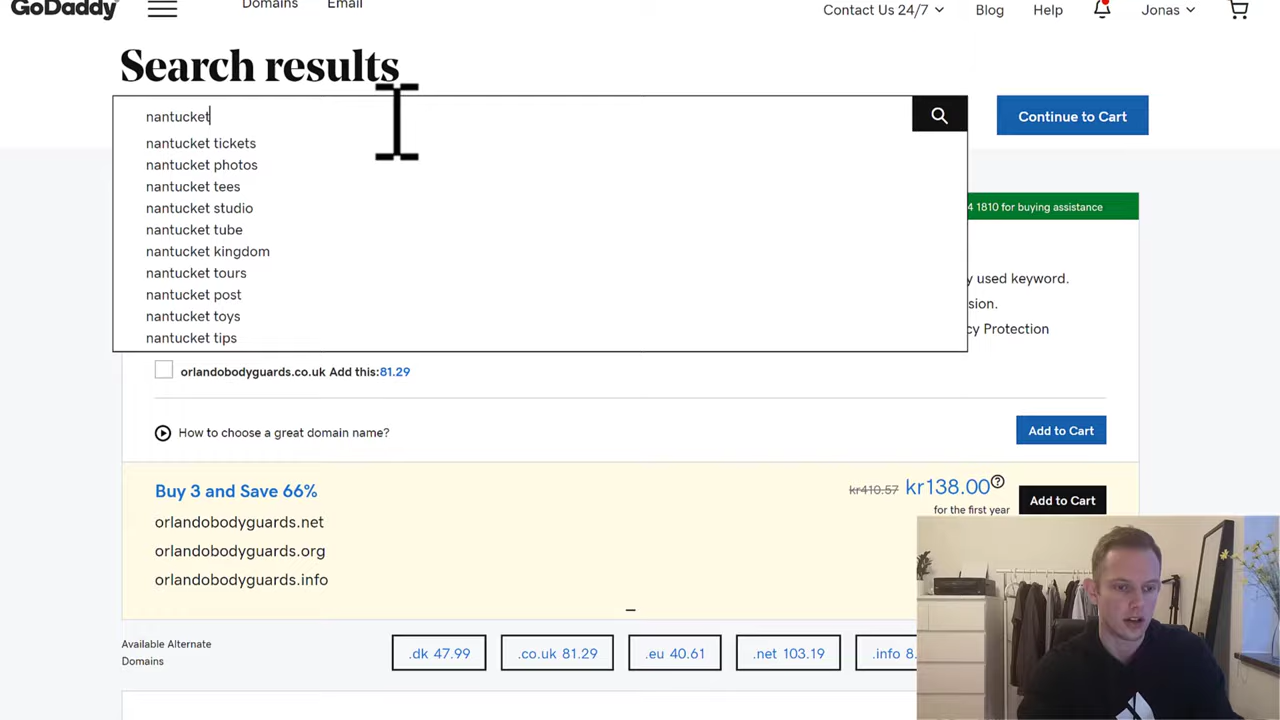 GoDaddy
Domains
Email
Contact Us 24/7
Blog
Help
Jonas
Search results
nantucket
Continue to Cart
nantucket tickets
nantucket photos
nantucket tees
nantucket studio
nantucket tube
nantucket kingdom
nantucket tours
nantucket post
nantucket toys
nantucket tips
4 1810 for buying assistance
y used keyword.
sion.
cy Protection
orlandobodyguards.co.uk Add this:81.29
How to choose a great domain name?
Add to Cart
Buy 3 and Save 66%
kr410.57 kr138.00?
for the first year
Add to Cart
orlandobodyguards.net
orlandobodyguards.org
orlandobodyguards.info
Available Alternate
Domains
.dk 47.99
.co.uk 81.29
.eu 40.61
.net 103.19
.info 8.